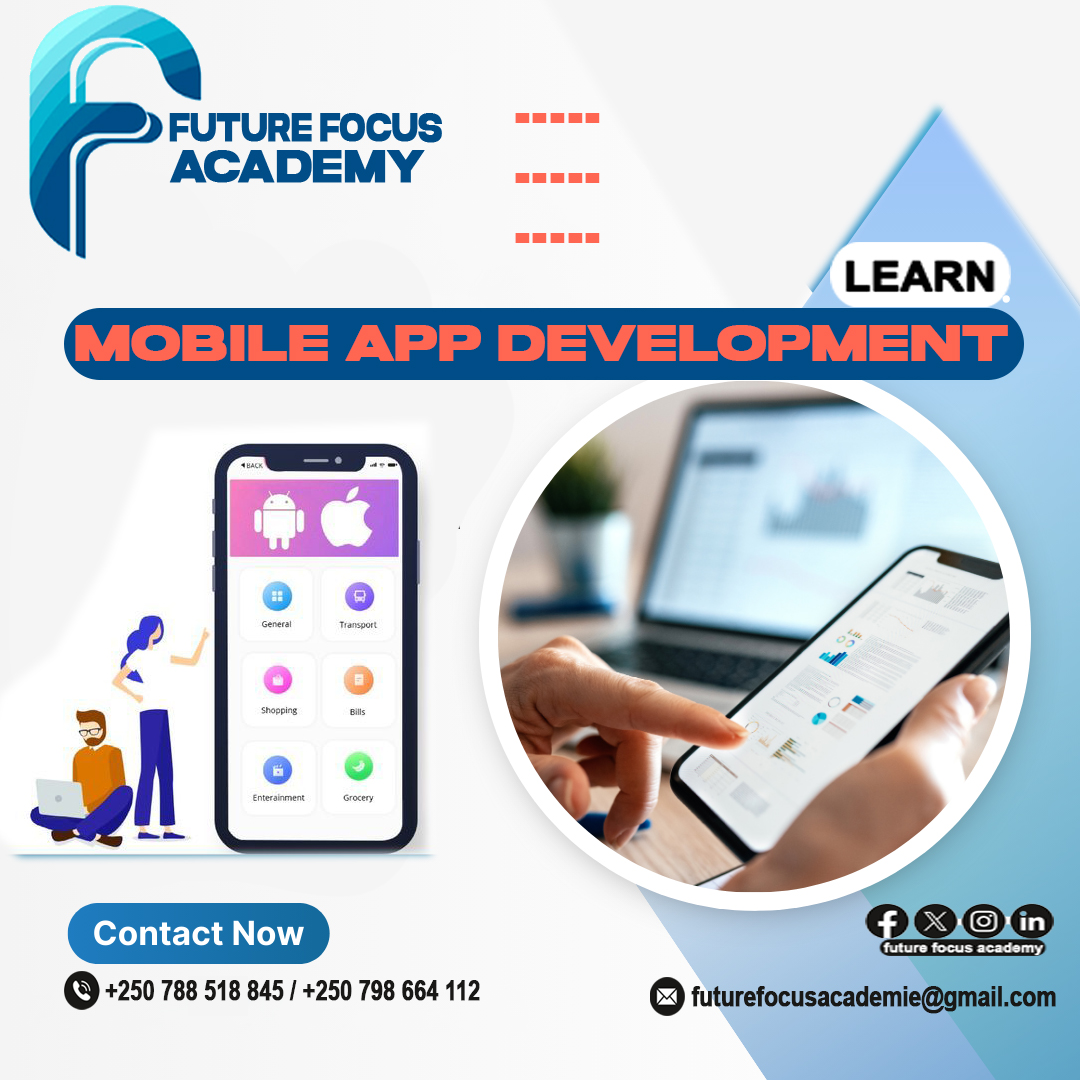 FUTURE FOCUS
ACADEMY
LEARN
MOBILE APP DEVELOPMENT
BACK
General
Transport
Shopping
Bills
Enterainment
Grocery
Contact Now
+250 788 518 845 / +250 798 664 112
future focus academy
futurefocusacademie@gmail.com